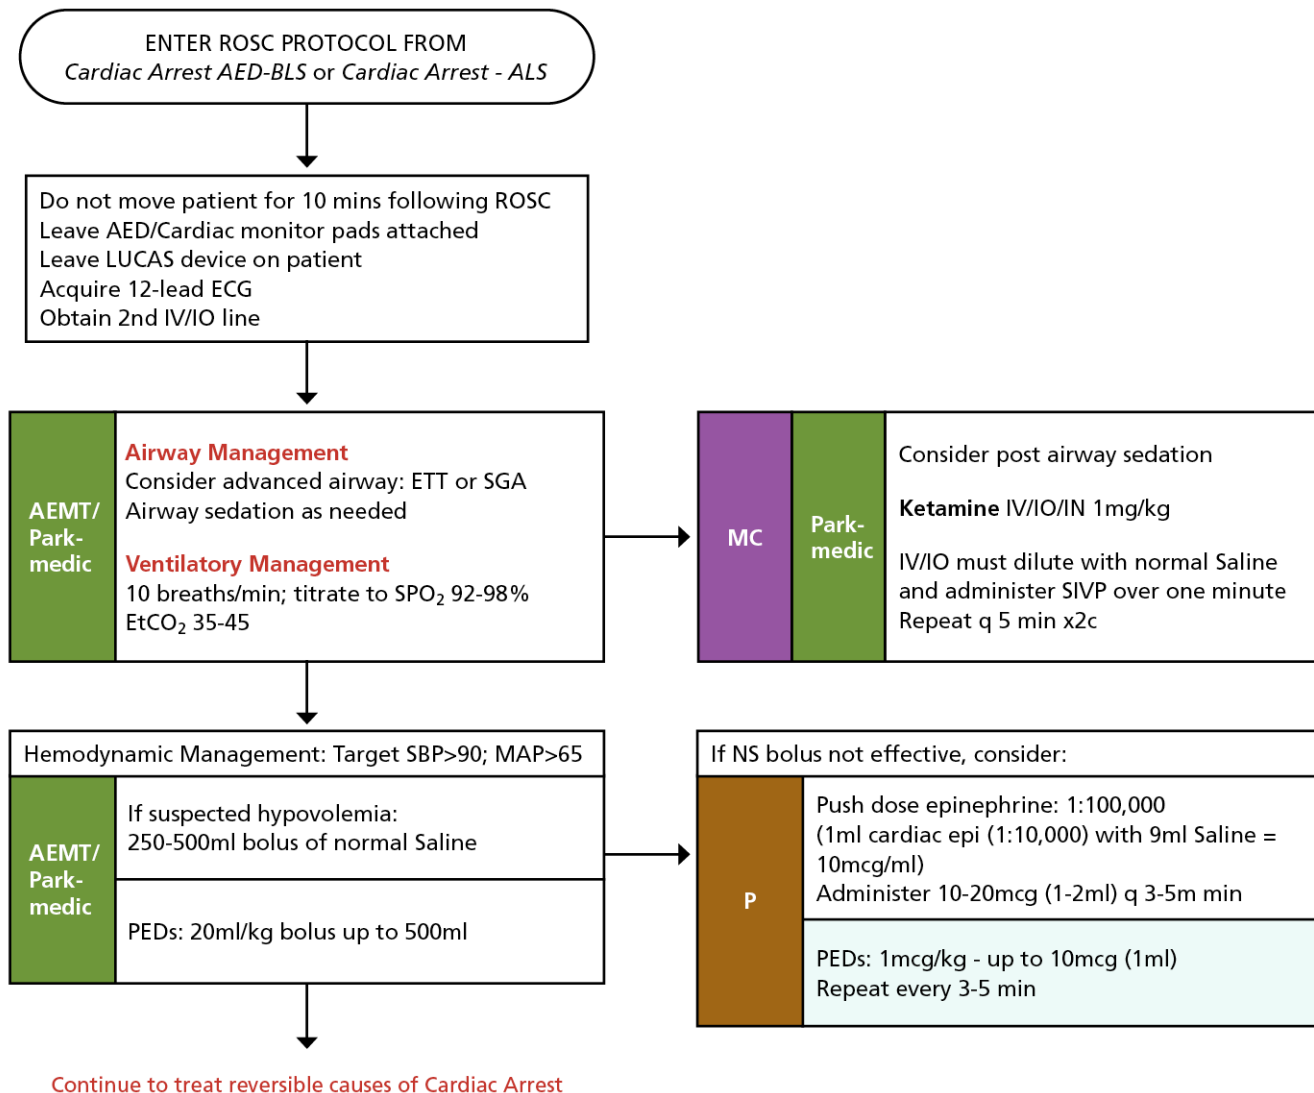 ENTER ROSC PROTOCOL FROM
Cardiac Arrest AED-BLS or Cardiac Arrest - ALS
Do not move patient for 10 mins following ROSC
Leave AED/Cardiac monitor pads attached
Leave LUCAS device on patient
Acquire 12-lead ECG
Obtain 2nd IV/IO line
AEMT/
Park-
medic
Airway Management
Consider advanced airway: ETT or SGA
Airway sedation as needed
Ventilatory Management
10 breaths/min; titrate to SPO₂ 92-98%
EtCO₂ 35-45
MC
Park-
medic
Consider post airway sedation
Ketamine IV/IO/IN 1mg/kg
IV/IO must dilute with normal Saline
and administer SIVP over one minute
Repeat q 5 min x2c
Hemodynamic Management: Target SBP>90; MAP>65
AEMT/
Park-
medic
If suspected hypovolemia:
250-500ml bolus of normal Saline
PEDs: 20ml/kg bolus up to 500ml
If NS bolus not effective, consider:
P
Push dose epinephrine: 1:100,000
(1ml cardiac epi (1:10,000) with 9ml Saline =
10mcg/ml)
Administer 10-20mcg (1-2ml) q 3-5m min
PEDs: 1mcg/kg - up to 10mcg (1ml)
Repeat every 3-5 min
Continue to treat reversible causes of Cardiac Arrest